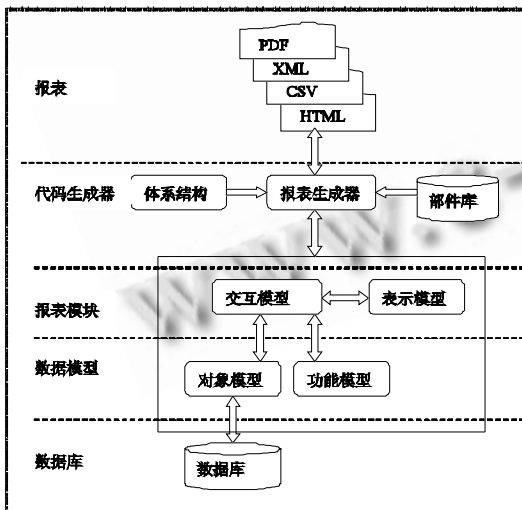 PDF
XML
CSV
HTML
报表
代码生成器
体系结构
报表生成器
部件库
报表模块
交互模型
表示模型
数据模型
对象模型
功能模型
数据库
数据库